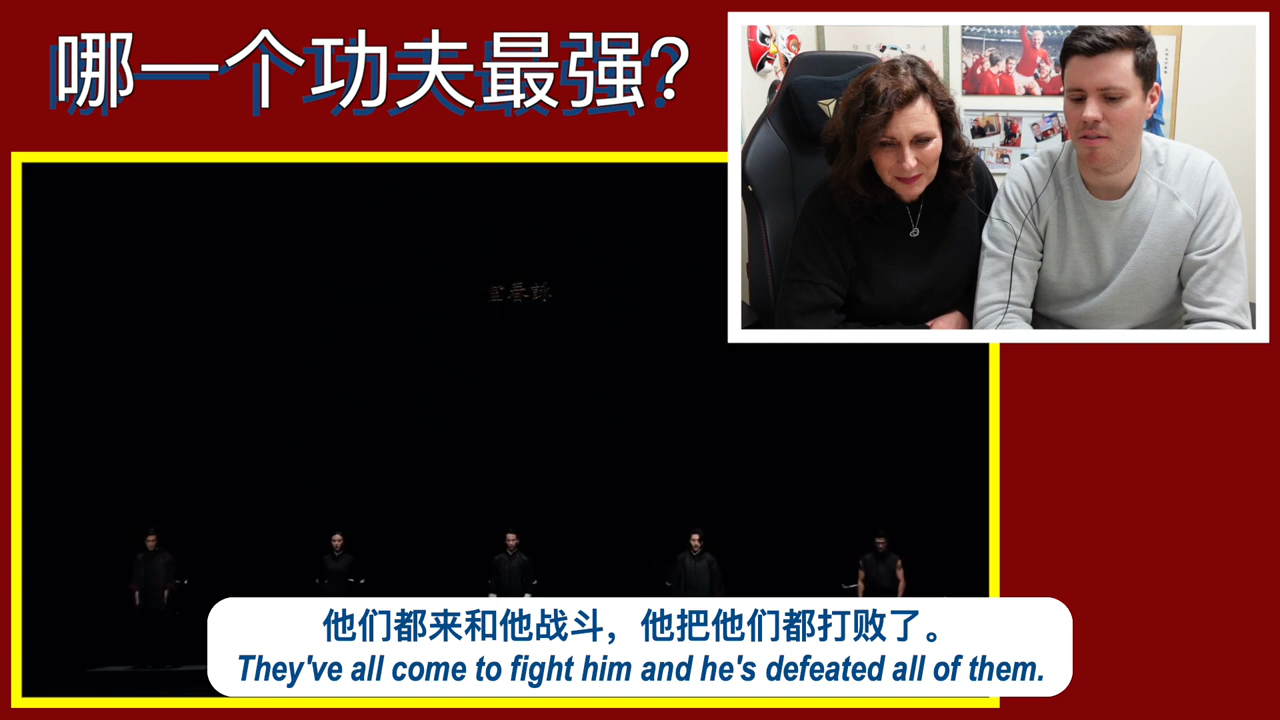 哪一个功夫最强？
他们都来和他战斗，他把他们都打败了。
They've all come to fight him and he's defeated all of them.